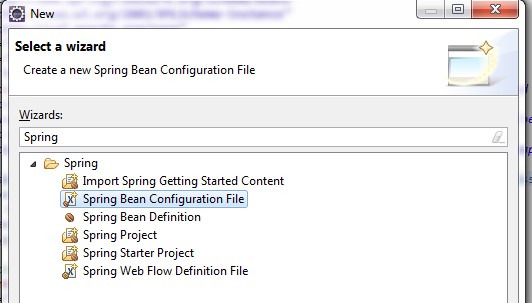 New
Select a wizard
Create a new Spring Bean Configuration File
Wizards:
Spring
Spring
Import Spring Getting Started Content
Spring Bean Configuration File
Spring Bean Definition
Spring Project
Spring Starter Project
Spring Web Flow Definition File